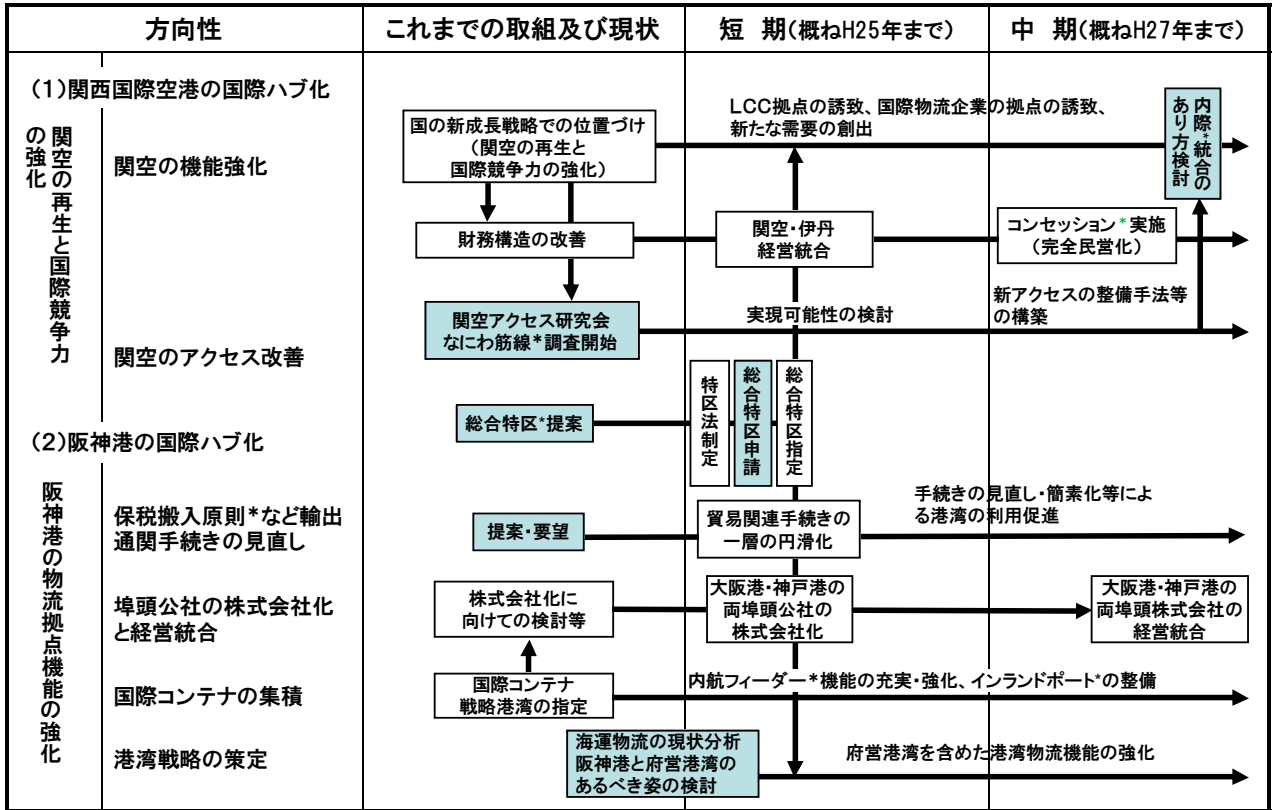 方向性
これまでの取組及び現状
短　期(概ねH25年まで)
中　期(概ねH27年まで)
(1)関西国際空港の国際ハブ化
関空の再生と国際競争力
の強化
関空の機能強化
国の新成長戦略での位置づけ
(関空の再生と
国際競争力の強化)
LCC拠点の誘致、国際物流企業の拠点の誘致、
新たな需要の創出
内際*統合の
あり方検討
財務構造の改善
関空・伊丹
経営統合
コンセッション*実施
(完全民営化)
関空のアクセス改善
関空アクセス研究会
なにわ筋線*調査開始
実現可能性の検討
新アクセスの整備手法等
の構築
総合特区*提案
特区法制定
総合特区申請
総合特区指定
(2)阪神港の国際ハブ化
阪神港の物流拠点機能の強化
保税搬入原則*など輸出
通関手続きの見直し
提案・要望
貿易関連手続きの
一層の円滑化
手続きの見直し・簡素化等によ
る港湾の利用促進
埠頭公社の株式会社化
と経営統合
株式会社化に
向けての検討等
大阪港・神戸港の
両埠頭公社の
株式会社化
大阪港・神戸港の
両埠頭株式会社の
経営統合
国際コンテナの集積
国際コンテナ
戦略港湾の指定
内航フィーダー*機能の充実・強化、インランドポート*の整備
港湾戦略の策定
海運物流の現状分析
阪神港と府営港湾の
あるべき姿の検討
府営港湾を含めた港湾物流機能の強化